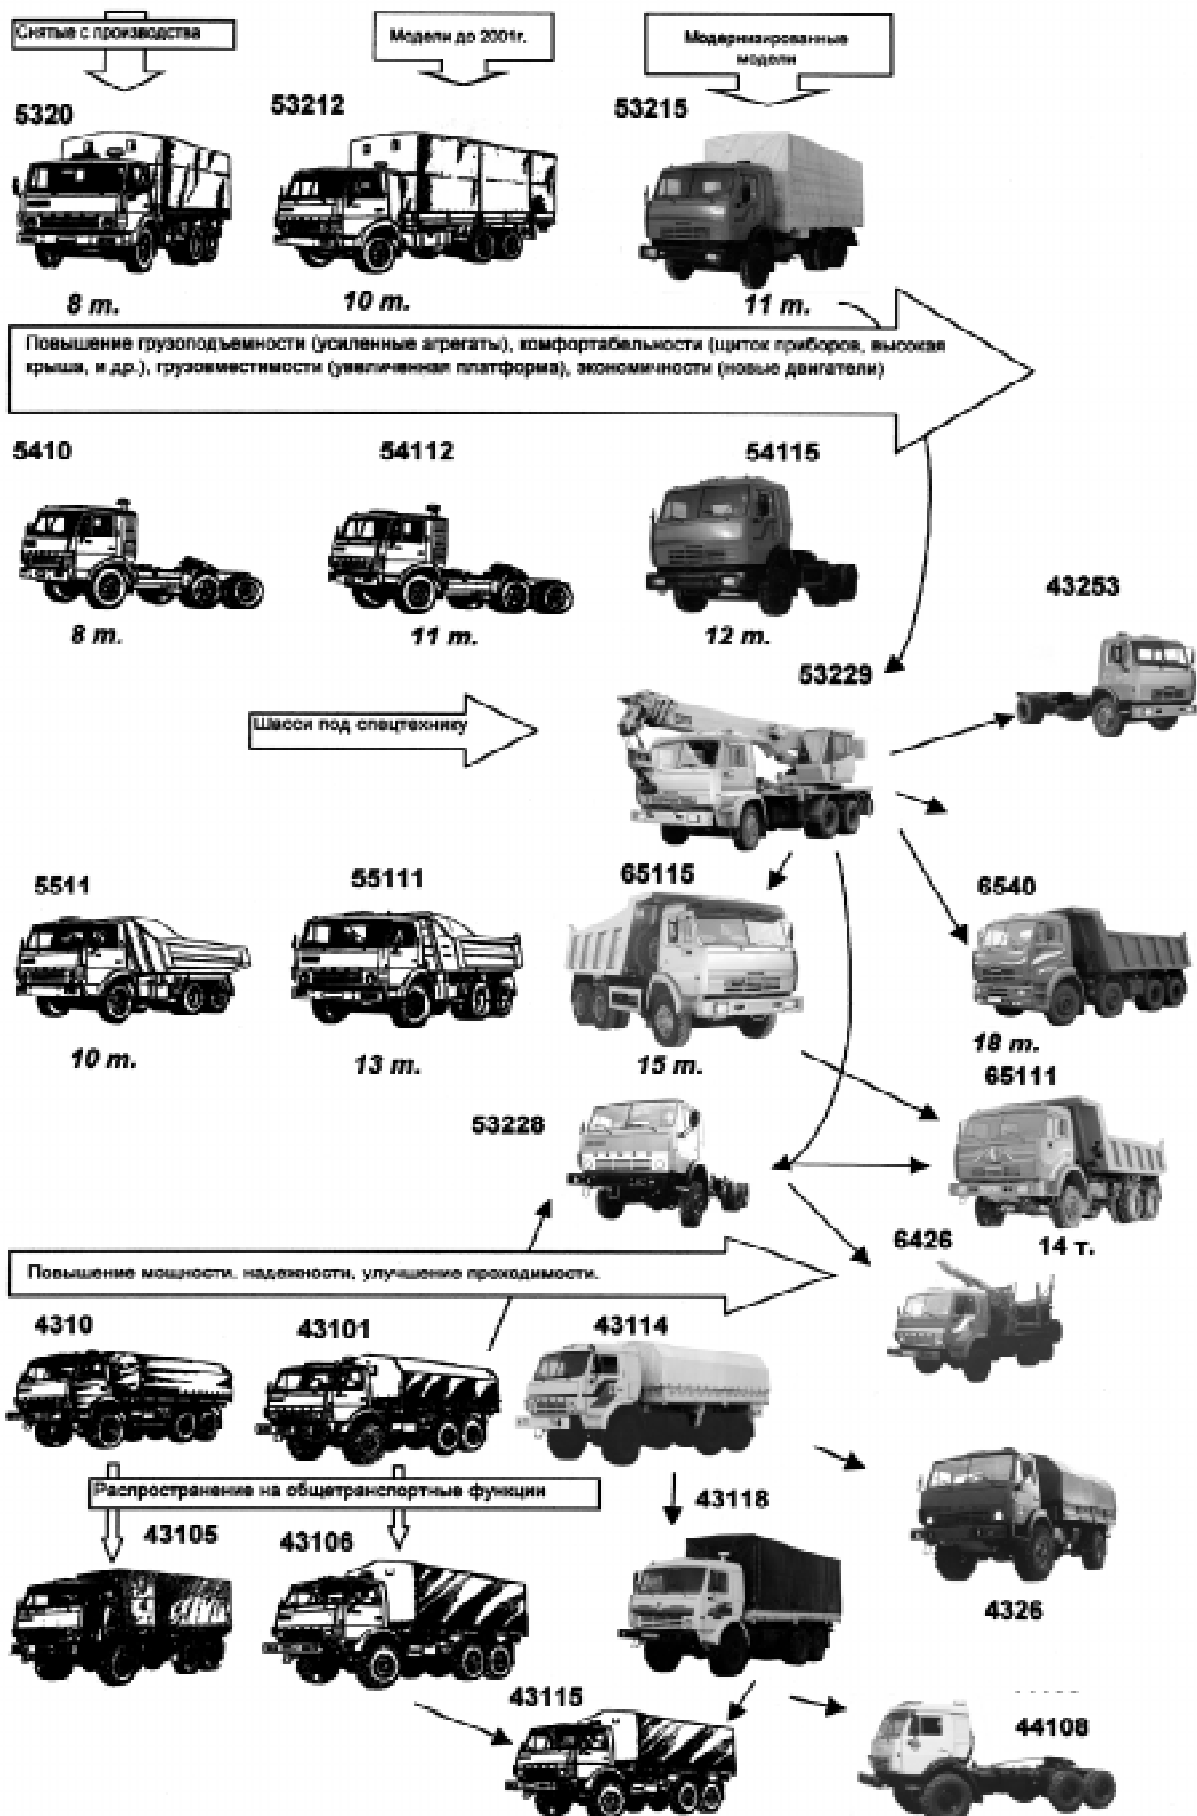 Снятые с производства
Модели до 2001г.
Модернизированные
модели
5320
53212
53215
8 т.
10 т.
11 т.
Повышение грузоподъемности (усиленные агрегаты), комфортабельности (щиток приборов, высокая
крыша, и др.), грузовместимости (увеличенная платформа), экономичности (новые двигатели)
5410
54112
54115
8 т.
11 т.
12 т.
43253
53229
Шасси под спецтехнику
5511
55111
65115
6540
10 т.
13 т.
15 т.
18 т.
65111
53228
14 т.
6426
Повышение мощности, надежности, улучшение проходимости.
4310
43101
43114
Распространение на общетранспортные функции
43105
43106
43118
4326
43115
44108